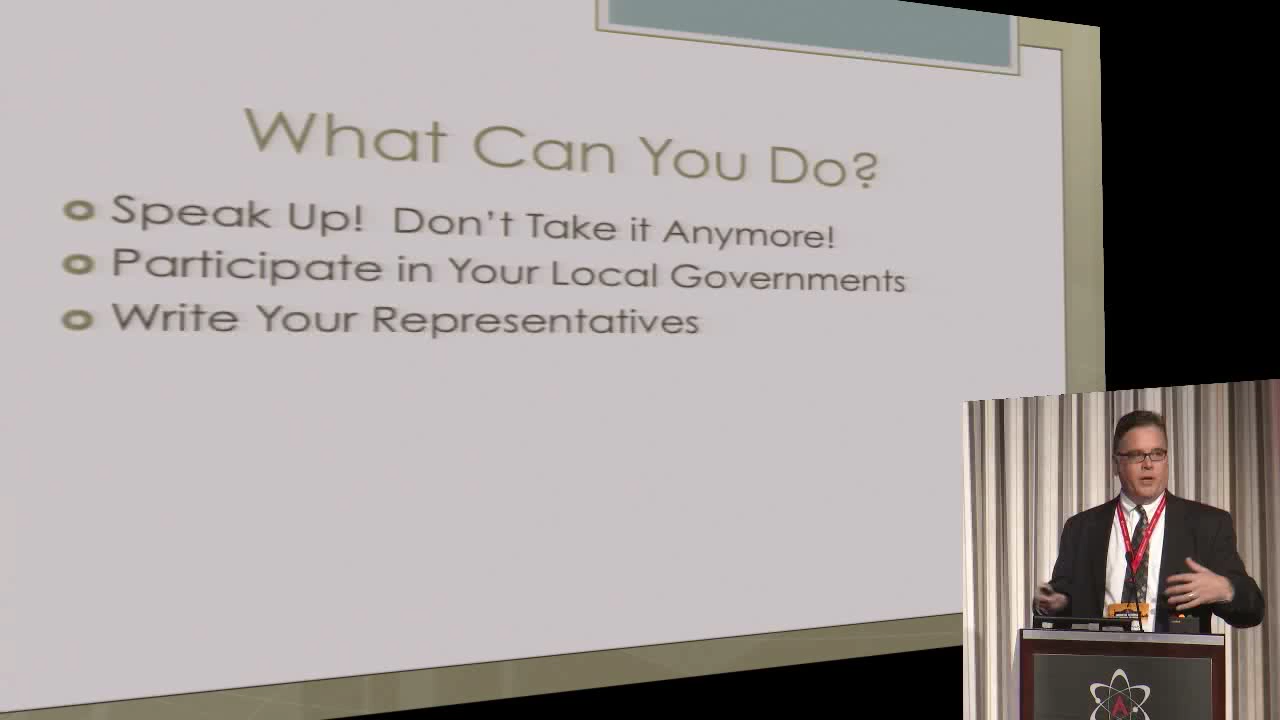 What Can You Do?
Speak Up!  Don't Take it Anymore!
Participate in Your Local Governments
Write Your Representatives
A